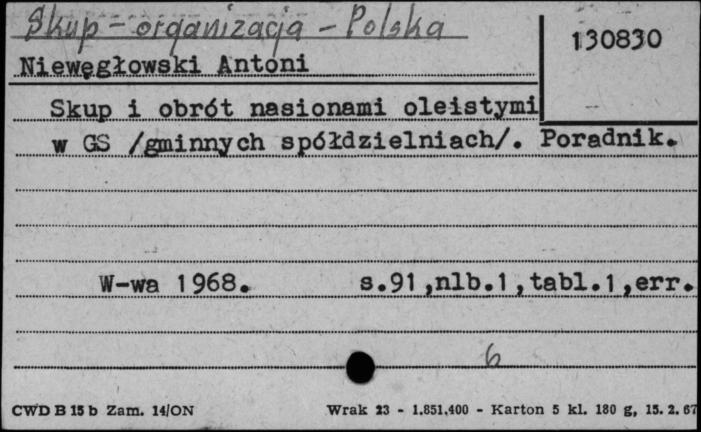 Skup - organizacja - Polska
130830
Niewęgłowski Antoni
Skup i obrót nasionami oleistymi
w GS /gminnych spółdzielniach/. Poradnik.
W-wa 1968. s.91,nlb.1,tabl.1,err.
6
CWD B 15 b Zam. 14/ON Wrak 23 - 1.851.400 - Karton 5 kl. 180 g, 15. 2. 67